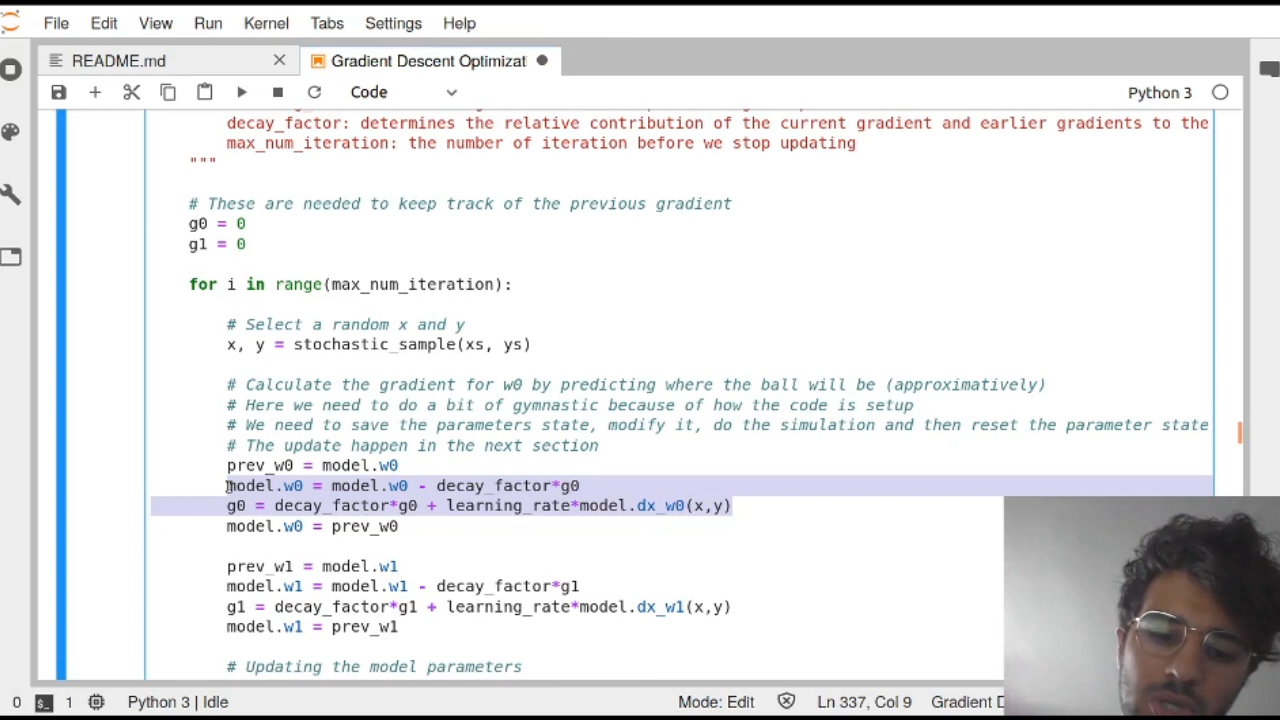 File Edit View Run Kernel Tabs Settings Help
README.md Gradient Descent Optimizat
Code Python 3
decay_factor: determines the relative contribution of the current gradient and earlier gradients to the
max_num_iteration: the number of iteration before we stop updating
"""
# These are needed to keep track of the previous gradient
g0 = 0
g1 = 0
for i in range(max_num_iteration):
# Select a random x and y
x, y = stochastic_sample(xs, ys)
# Calculate the gradient for w0 by predicting where the ball will be (approximatively)
# Here we need to do a bit of gymnastic because of how the code is setup
# We need to save the parameters state, modify it, do the simulation and then reset the parameter state
# The update happen in the next section
prev_w0 = model.w0
model.w0 = model.w0 - decay_factor*g0
g0 = decay_factor*g0 + learning_rate*model.dx_w0(x,y)
model.w0 = prev_w0
prev_w1 = model.w1
model.w1 = model.w1 - decay_factor*g1
g1 = decay_factor*g1 + learning_rate*model.dx_w1(x,y)
model.w1 = prev_w1
# Updating the model parameters
0 1 Python 3 | Idle Mode: Edit Ln 337, Col 9 Gradient D